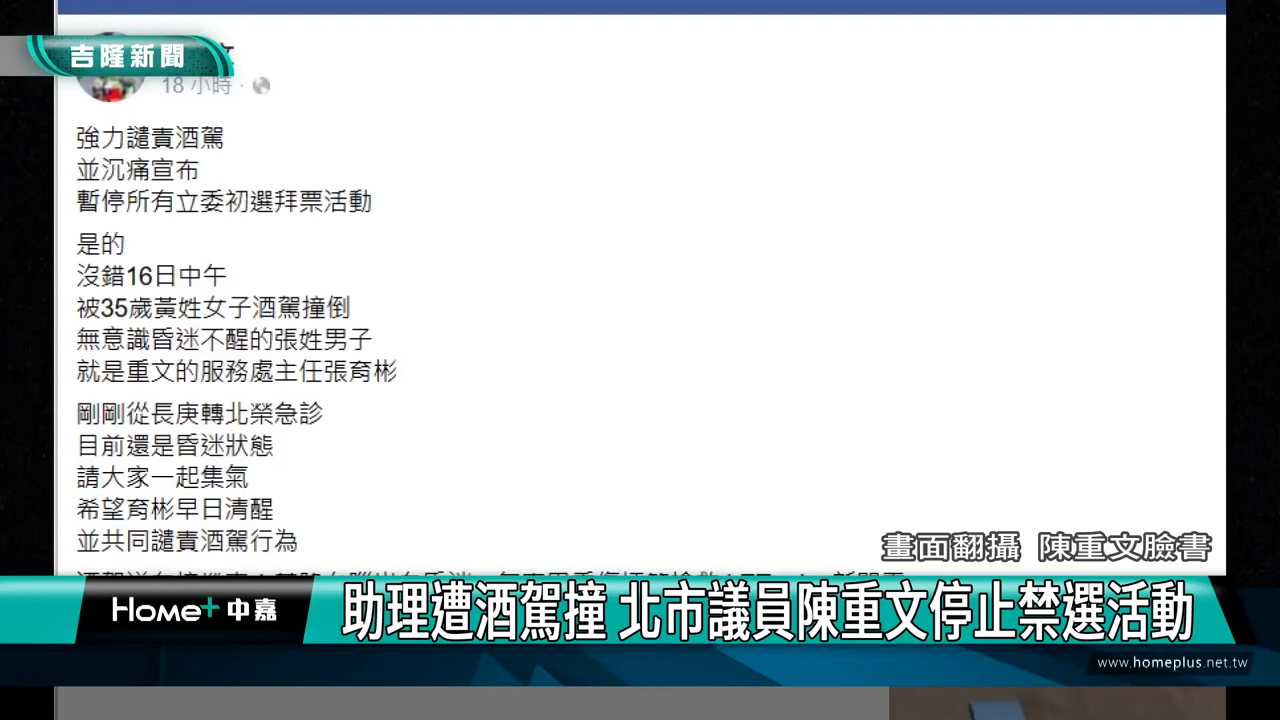 吉隆新聞
18 小時 ·
強力譴責酒駕
並沉痛宣布
暫停所有立委初選拜票活動
是的
沒錯16日中午
被35歲黃姓女子酒駕撞倒
無意識昏迷不醒的張姓男子
就是重文的服務處主任張育彬
剛剛從長庚轉北榮急診
目前還是昏迷狀態
請大家一起集氣
希望育彬早日清醒
並共同譴責酒駕行為
畫面翻攝 陳重文臉書
Home+中嘉
助理遭酒駕撞 北市議員陳重文停止禁選活動
www.homeplus.net.tw